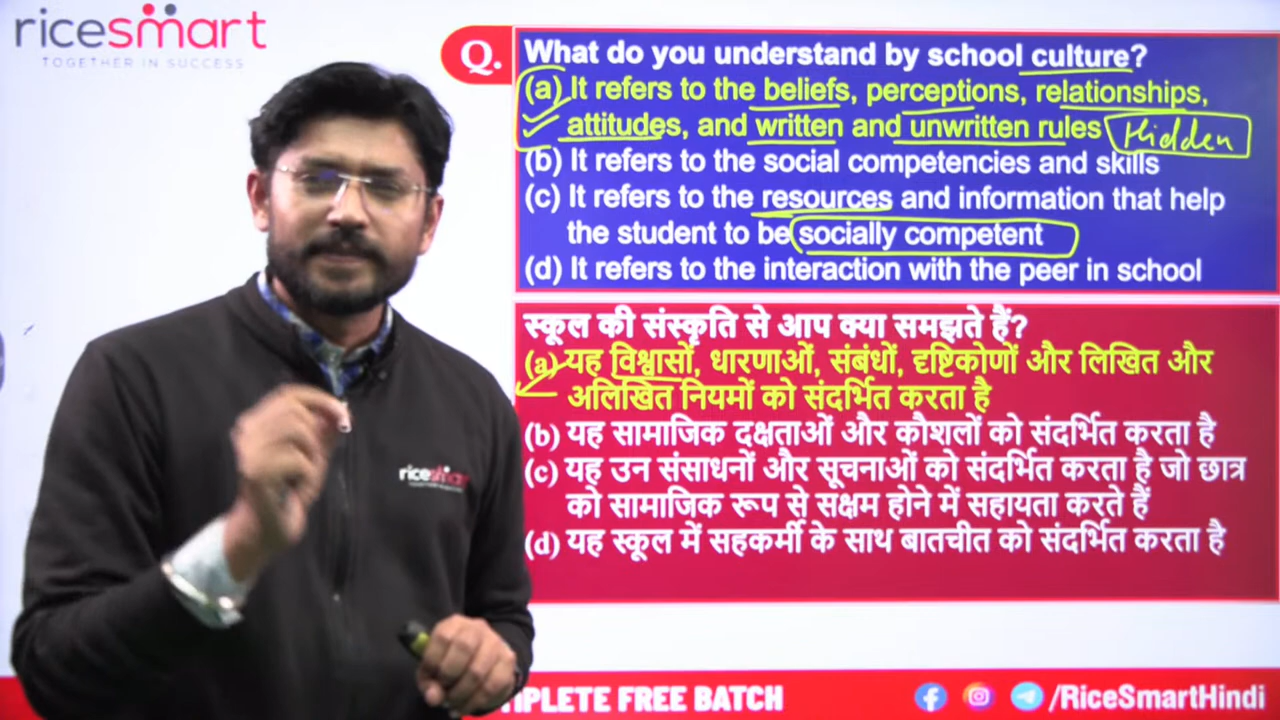 ricesmart
TOGETHER IN SUCCESS
Q.
What do you understand by school culture?
(a) It refers to the beliefs, perceptions, relationships,
attitudes, and written and unwritten rules Hidden
(b) It refers to the social competencies and skills
(c) It refers to the resources and information that help
the student to be socially competent
(d) It refers to the interaction with the peer in school
स्कूल की संस्कृति से आप क्या समझते हैं?
(a) यह विश्वासों, धारणाओं, संबंधों, दृष्टिकोणों और लिखित और
अलिखित नियमों को संदर्भित करता है
(b) यह सामाजिक दक्षताओं और कौशलों को संदर्भित करता है
(c) यह उन संसाधनों और सूचनाओं को संदर्भित करता है जो छात्र
को सामाजिक रूप से सक्षम होने में सहायता करते हैं
(d) यह स्कूल में सहकर्मी के साथ बातचीत को संदर्भित करता है
ricesmart
MPLETE FREE BATCH
/RiceSmartHindi